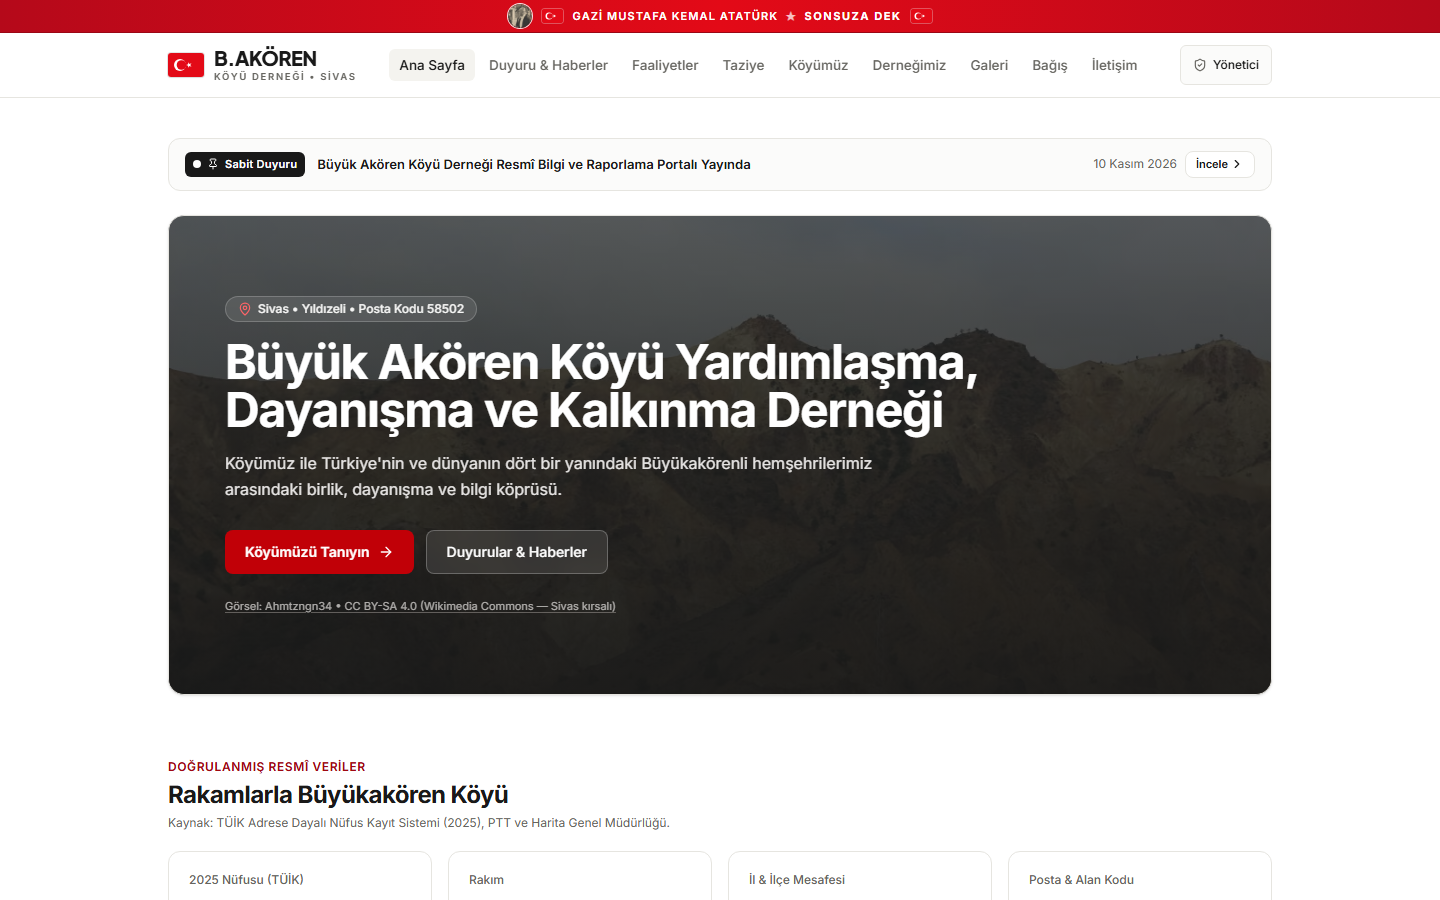 GAZİ MUSTAFA KEMAL ATATÜRK ★ SONSUZA DEK
B.AKÖREN
KÖYÜ DERNEĞİ • SİVAS
Ana Sayfa
Duyuru & Haberler
Faaliyetler
Taziye
Köyümüz
Derneğimiz
Galeri
Bağış
İletişim
Yönetici
Sabit Duyuru
Büyük Akören Köyü Derneği Resmî Bilgi ve Raporlama Portalı Yayında
10 Kasım 2026
İncele
Sivas • Yıldızeli • Posta Kodu 58502
Büyük Akören Köyü Yardımlaşma,
Dayanışma ve Kalkınma Derneği
Köyümüz ile Türkiye'nin ve dünyanın dört bir yanındaki Büyükakörenli hemşehrilerimiz
arasındaki birlik, dayanışma ve bilgi köprüsü.
Köyümüzü Tanıyın
Duyurular & Haberler
Görsel: Ahmtzngn34 • CC BY-SA 4.0 (Wikimedia Commons — Sivas kırsalı)
DOĞRULANMIŞ RESMÎ VERİLER
Rakamlarla Büyükakören Köyü
Kaynak: TÜİK Adrese Dayalı Nüfus Kayıt Sistemi (2025), PTT ve Harita Genel Müdürlüğü.
2025 Nüfusu (TÜİK)
Rakım
İl & İlçe Mesafesi
Posta & Alan Kodu